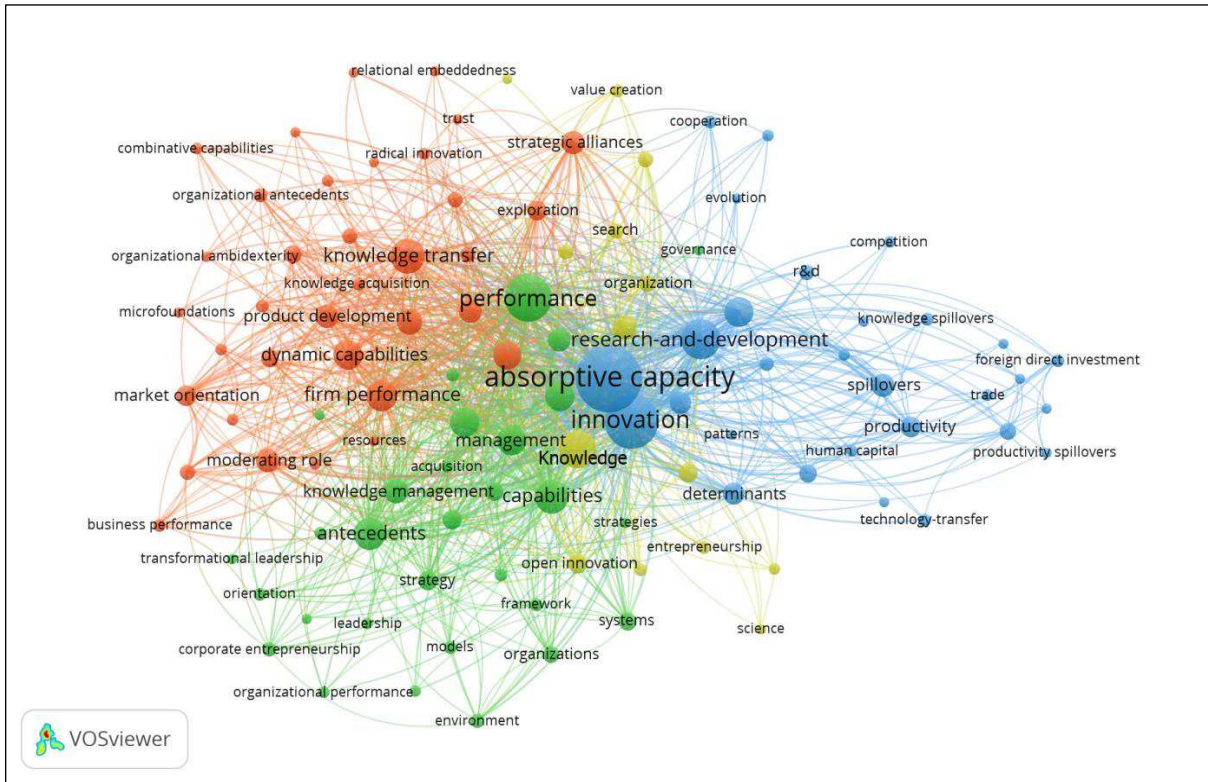 relational embeddedness
value creation
trust
cooperation
strategic alliances
combinative capabilities
radical innovation
organizational antecedents
evolution
exploration
search
competition
governance
organizational ambidexterity
knowledge transfer
r&d
knowledge acquisition
organization
performance
microfoundations
product development
knowledge spillovers
research-and-development
dynamic capabilities
foreign direct investment
absorptive capacity
spillovers
market orientation
firm performance
trade
innovation
productivity
resources
management
patterns
human capital
productivity spillovers
moderating role
acquisition
Knowledge
knowledge management
capabilities
determinants
business performance
strategies
technology-transfer
antecedents
entrepreneurship
transformational leadership
open innovation
strategy
orientation
framework
leadership
systems
science
corporate entrepreneurship
models
organizations
organizational performance
environment
VOSviewer